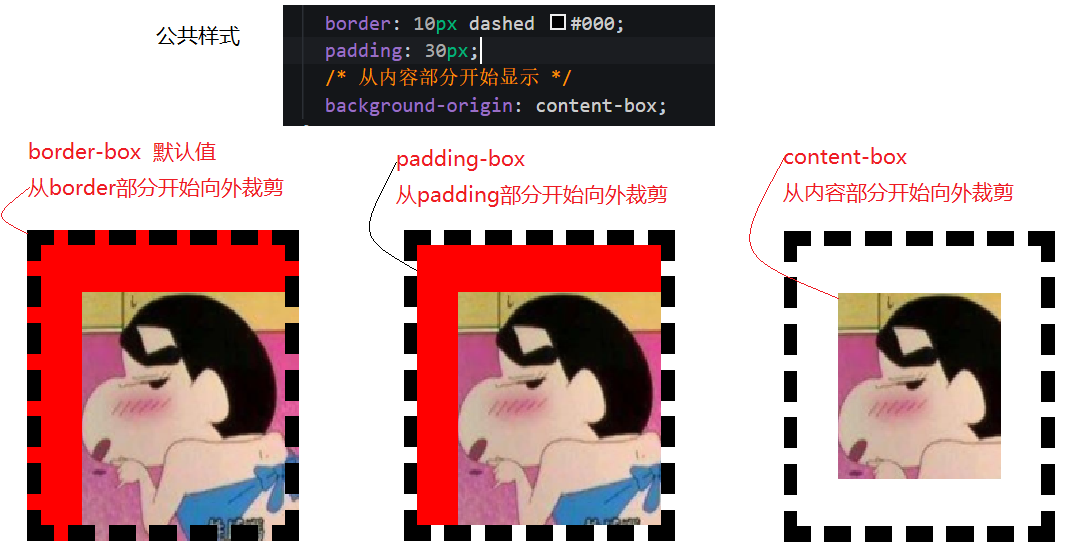 公共样式
border: 10px dashed #000;
padding: 30px;
/* 从内容部分开始显示 */
background-origin: content-box;
border-box 默认值
从border部分开始向外裁剪
padding-box
从padding部分开始向外裁剪
content-box
从内容部分开始向外裁剪